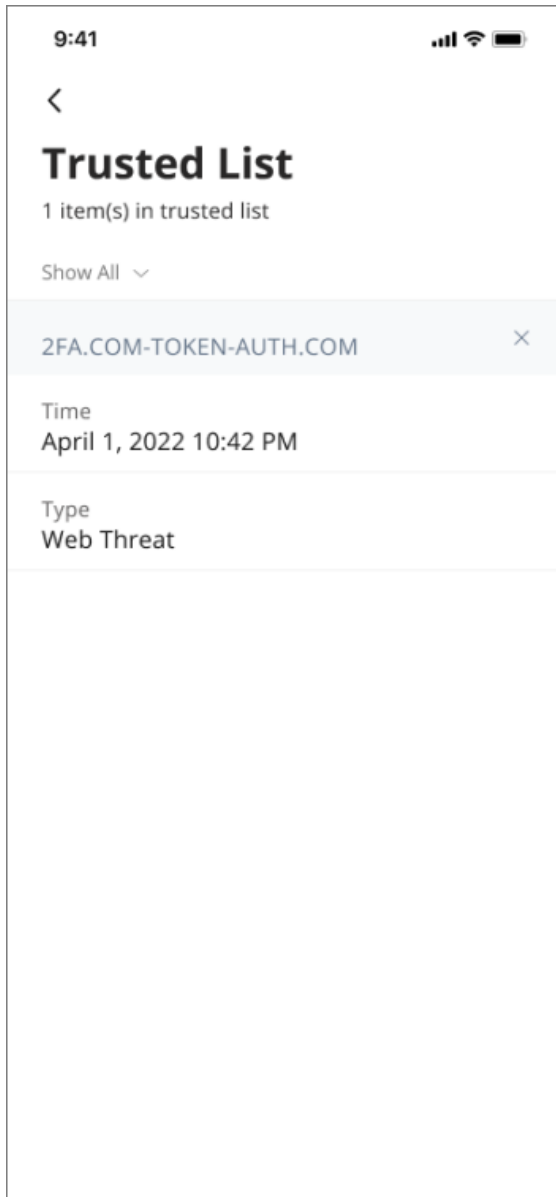 9:41
Trusted List
1 item(s) in trusted list
Show All
2FA.COM-TOKEN-AUTH.COM
Time
April 1, 2022 10:42 PM
Type
Web Threat